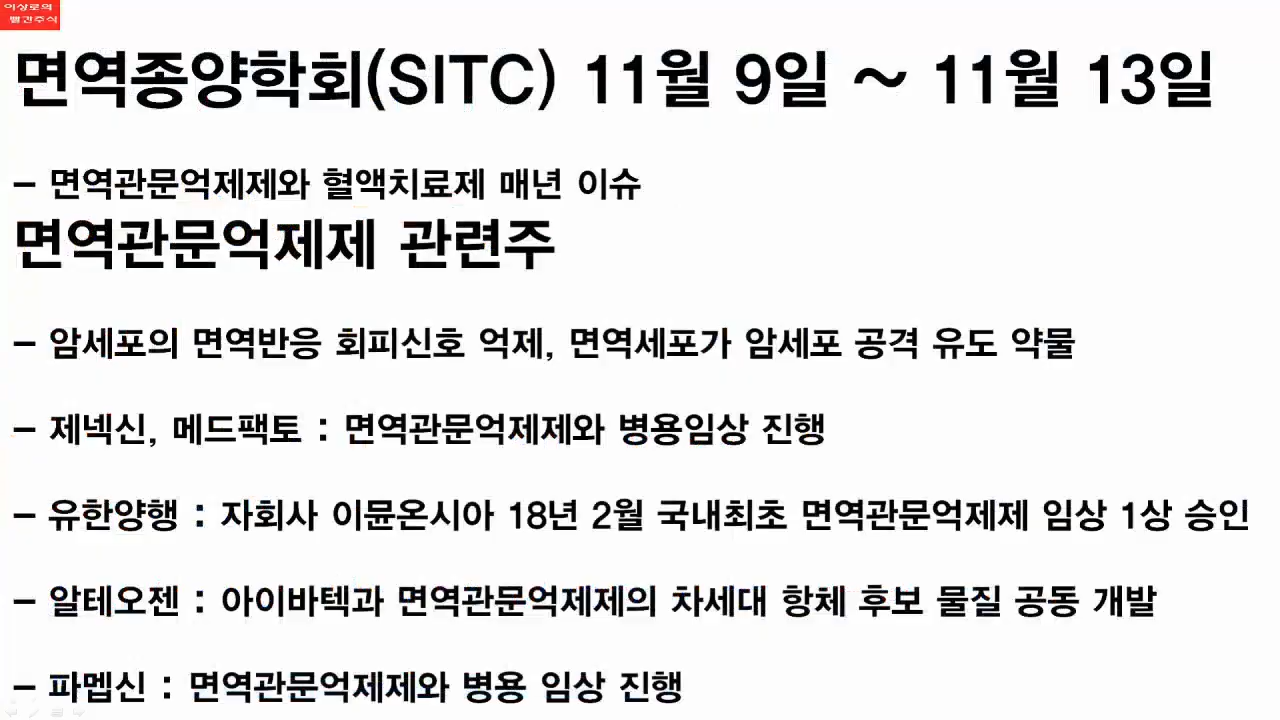 이상로의
빨간주식
면역종양학회(SITC) 11월 9일 ~ 11월 13일
- 면역관문억제제와 혈액치료제 매년 이슈
면역관문억제제 관련주
- 암세포의 면역반응 회피신호 억제, 면역세포가 암세포 공격 유도 약물
- 제넥신, 메드팩토 : 면역관문억제제와 병용임상 진행
- 유한양행 : 자회사 이뮨온시아 18년 2월 국내최초 면역관문억제제 임상 1상 승인
- 알테오젠 : 아이바텍과 면역관문억제제의 차세대 항체 후보 물질 공동 개발
- 파멥신 : 면역관문억제제와 병용 임상 진행